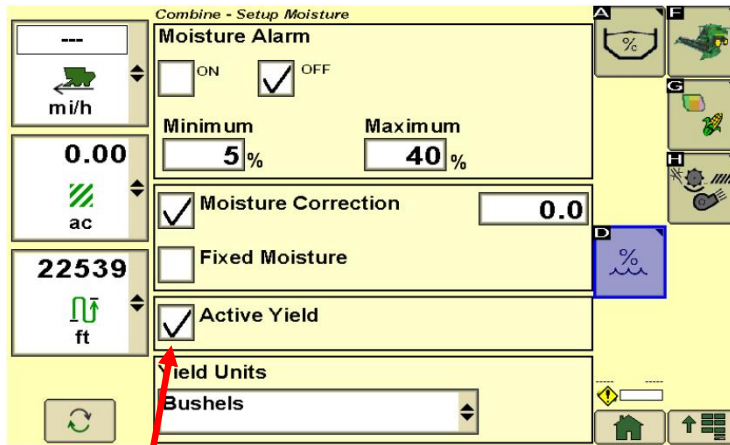 Combine - Setup Moisture
---
mi/h
Moisture Alarm
ON
OFF
Minimum
Maximum
5 %
40 %
0.00
ac
Moisture Correction
0.0
Fixed Moisture
22539
ft
Active Yield
Yield Units
Bushels
A
%
F
G
H
D
%
----- -----